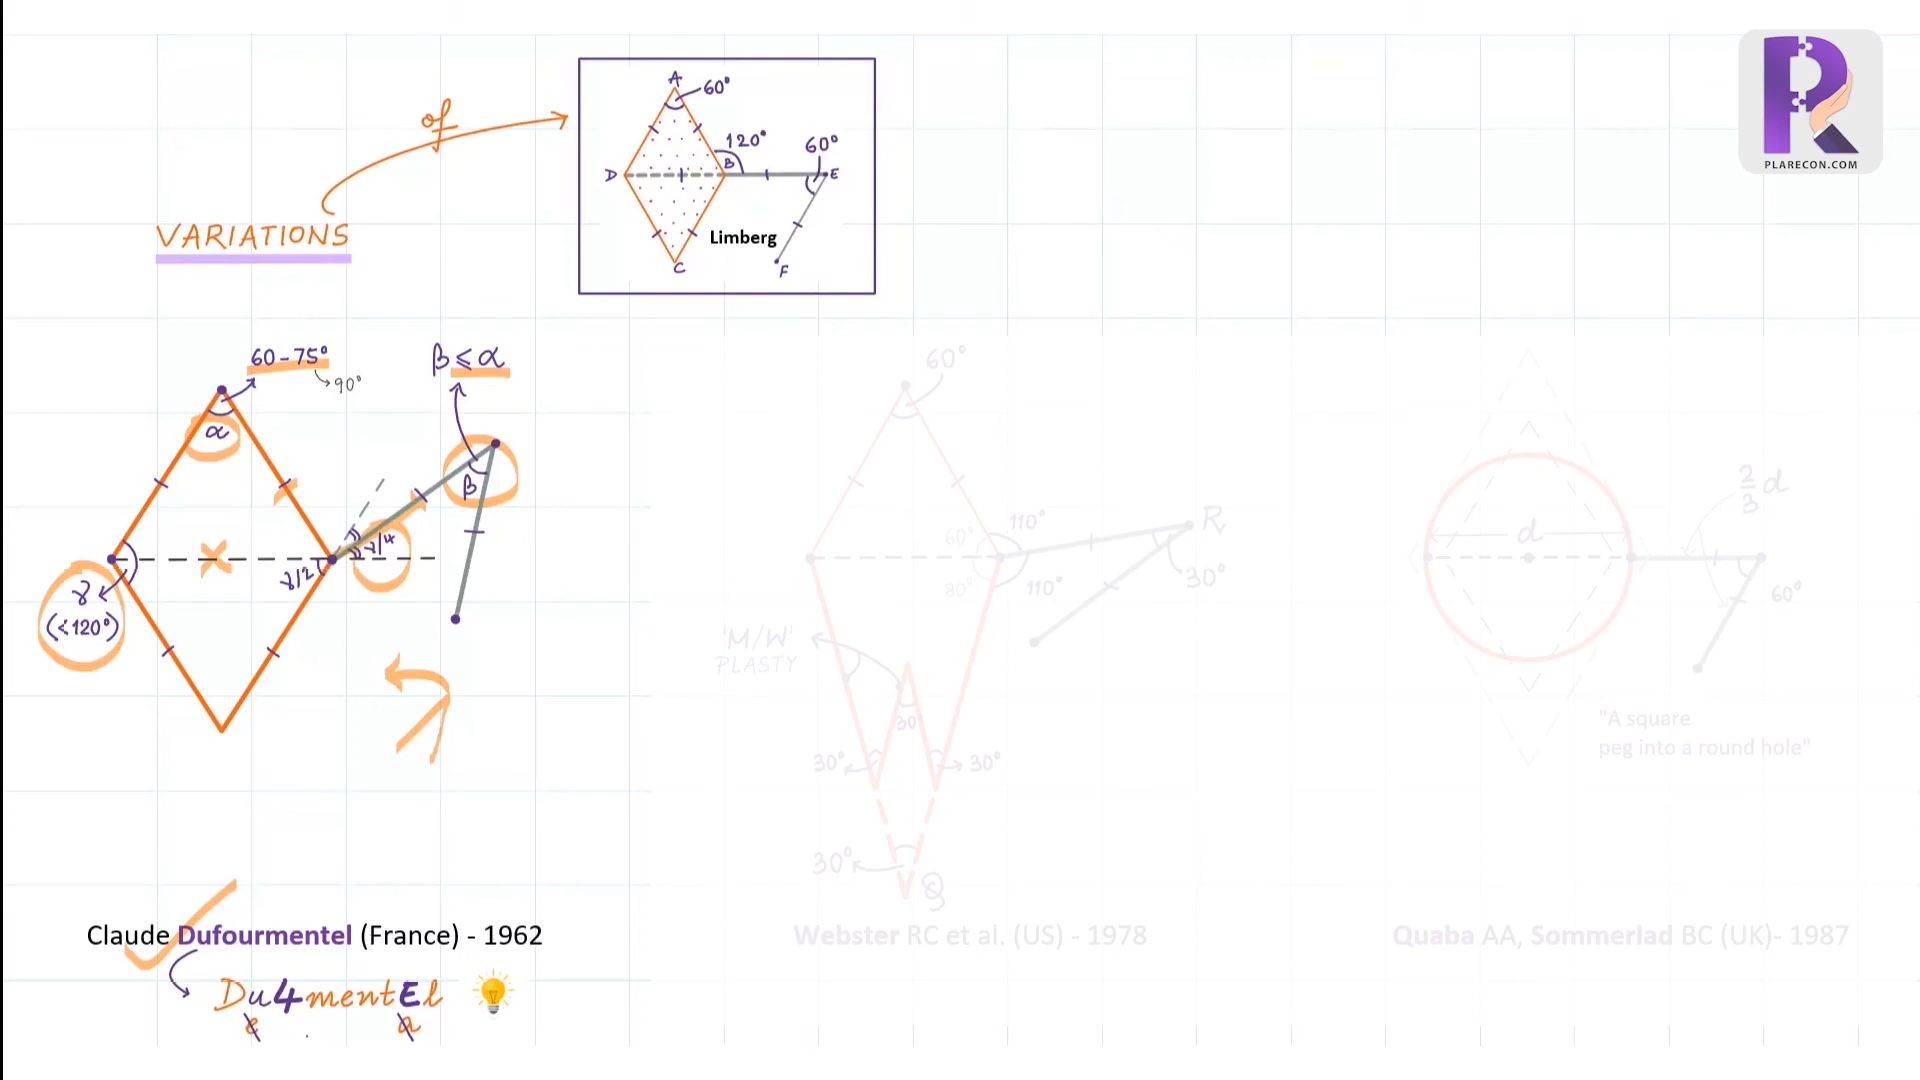 VARIATIONS
of
A
60°
120°
60°
D
B
E
Limberg
C
F
PLARECON.COM
60-75°
90°
β ⩽ α
α
β
γ/4
γ/2
γ
(⩽120°)
Claude Dufourmentel (France) - 1962
Du4mentEl
e
a
60°
60°
110°
R
80°
110°
30°
'M/W'
PLASTY
30°
30°
30°
30°
Q
Webster RC et al. (US) - 1978
d
2/3 d
60°
"A square
peg into a round hole"
Quaba AA, Sommerlad BC (UK)- 1987